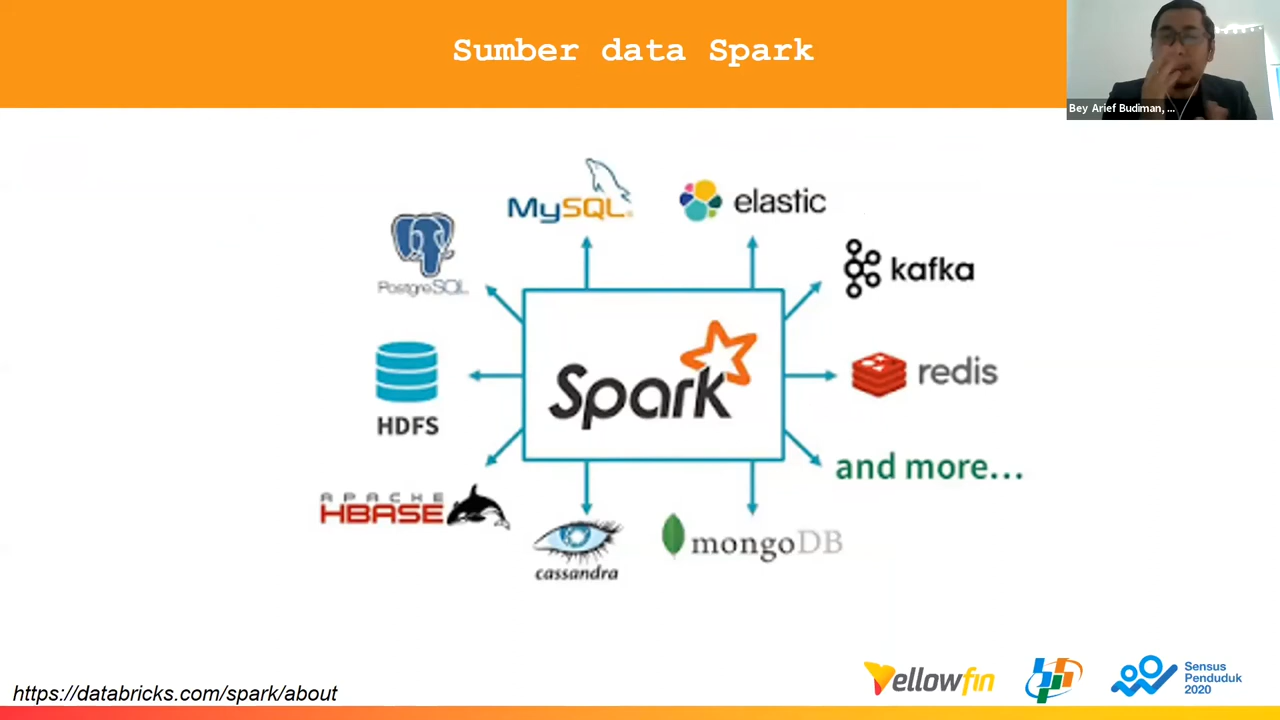 Sumber data Spark
Bey Arief Budiman, ...
MySQL
elastic
PostgreSQL
kafka
HDFS
Spark
redis
and more...
APACHE
HBASE
cassandra
mongoDB
https://databricks.com/spark/about
Yellowfin
Sensus
Penduduk
2020